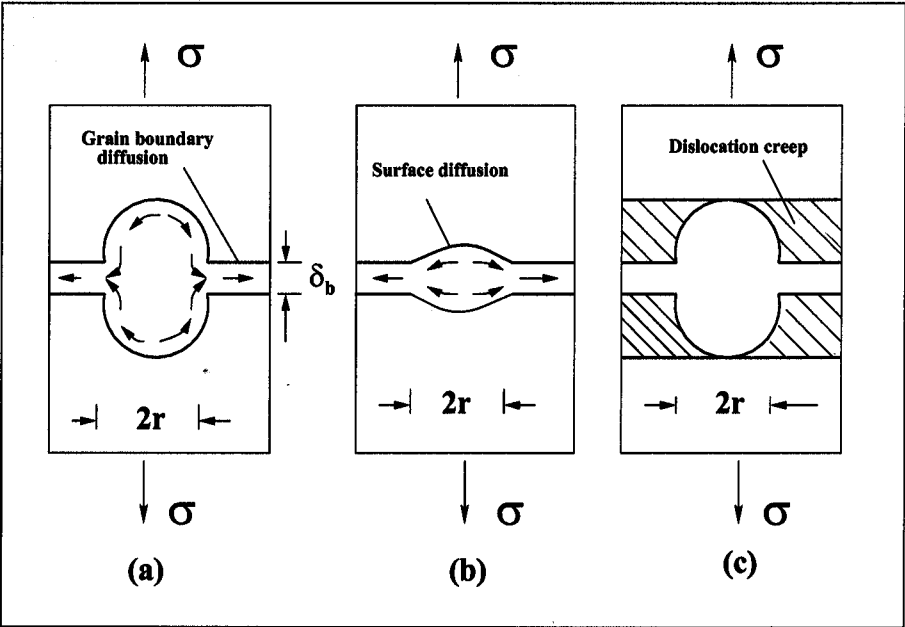 σ σ σ
Grain boundary
diffusion
Surface diffusion
Dislocation creep
δb
2r 2r 2r
σ σ σ
(a) (b) (c)